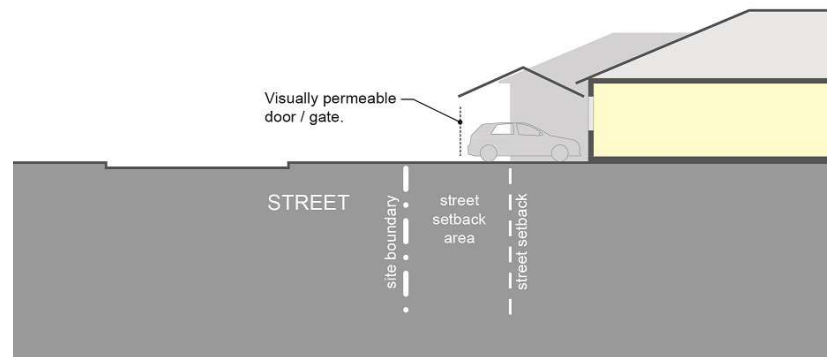 Visually permeable
door / gate.
STREET
site boundary
street
setback
area
street setback